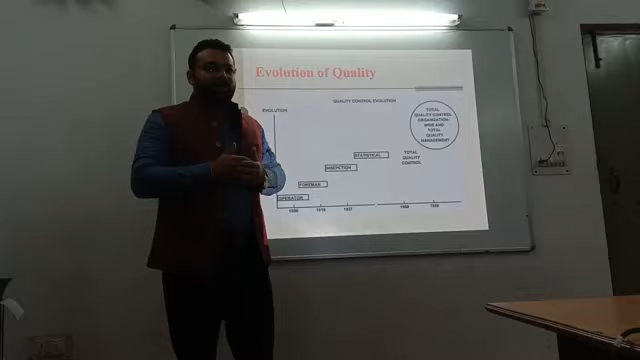 Evolution of Quality
QUALITY CONTROL EVOLUTION
EVOLUTION
TOTAL
QUALITY CONTROL
ORGANIZATION-
WIDE AND
TOTAL
QUALITY
MANAGEMENT
STATISTICAL
TOTAL
QUALITY
CONTROL
INSPECTION
FOREMAN
OPERATOR
1900
1918
1937
1960